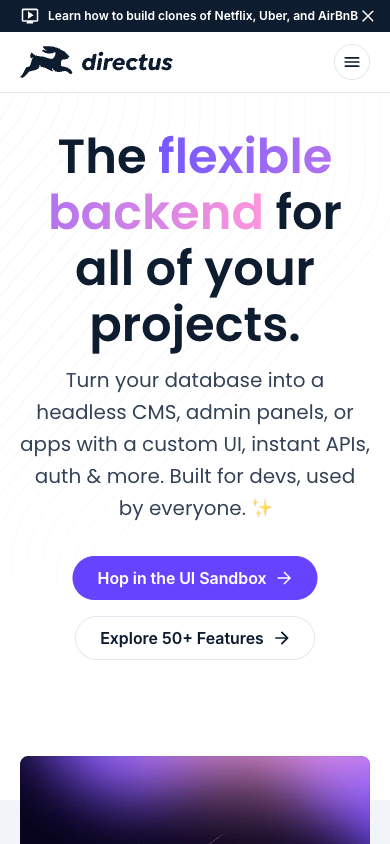 Learn how to build clones of Netflix, Uber, and AirBnB
directus
The flexible
backend for
all of your
projects.
Turn your database into a
headless CMS, admin panels, or
apps with a custom UI, instant APIs,
auth & more. Built for devs, used
by everyone. ✨
Hop in the UI Sandbox →
Explore 50+ Features →